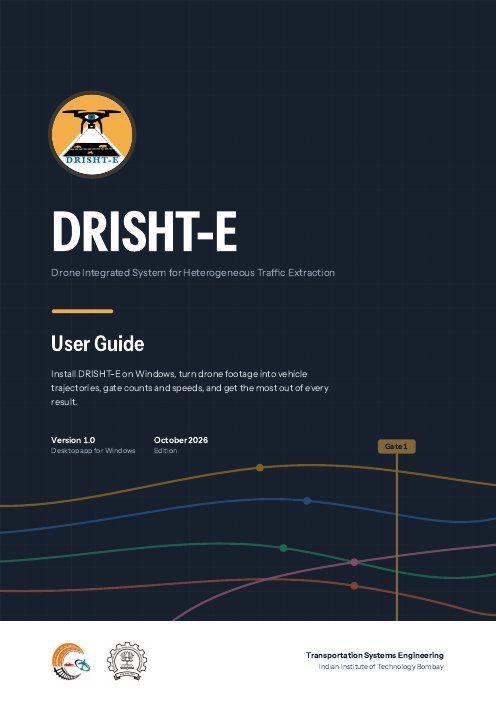 DRISHT-E
DRISHT-E
Drone Integrated System for Heterogeneous Traffic Extraction
User Guide
Install DRISHT-E on Windows, turn drone footage into vehicle
trajectories, gate counts and speeds, and get the most out of every
result.
Version 1.0
Desktop app for Windows
October 2026
Edition
Gate 1
Transportation Systems Engineering
Indian Institute of Technology Bombay